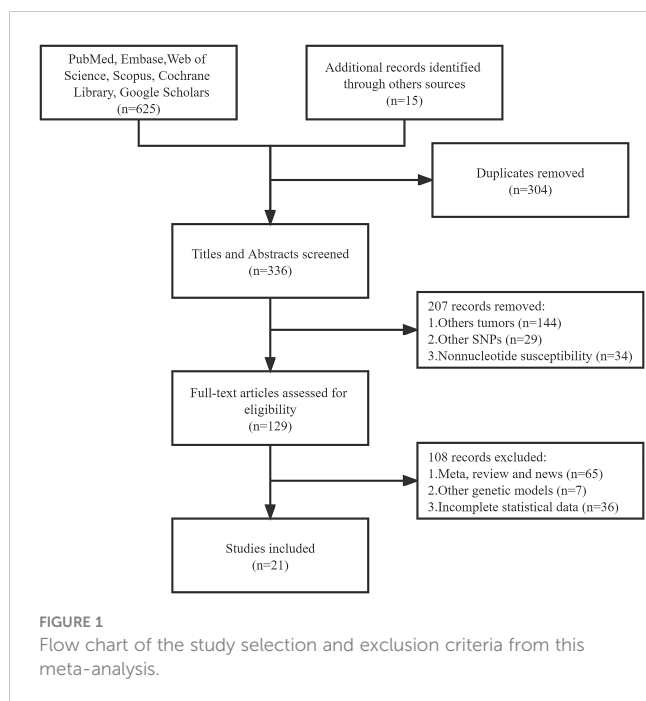 PubMed, Embase,Web of
Science, Scopus, Cochrane
Library, Google Scholars
(n=625)
Additional records identified
through others sources
(n=15)
Duplicates removed
(n=304)
Titles and Abstracts screened
(n=336)
207 records removed:
1.Others tumors (n=144)
2.Other SNPs (n=29)
3.Nonnucleotide susceptibility (n=34)
Full-text articles assessed for
eligibility
(n=129)
108 records excluded:
1.Meta, review and news (n=65)
2.Other genetic models (n=7)
3.Incomplete statistical data (n=36)
Studies included
(n=21)
FIGURE 1
Flow chart of the study selection and exclusion criteria from this
meta-analysis.